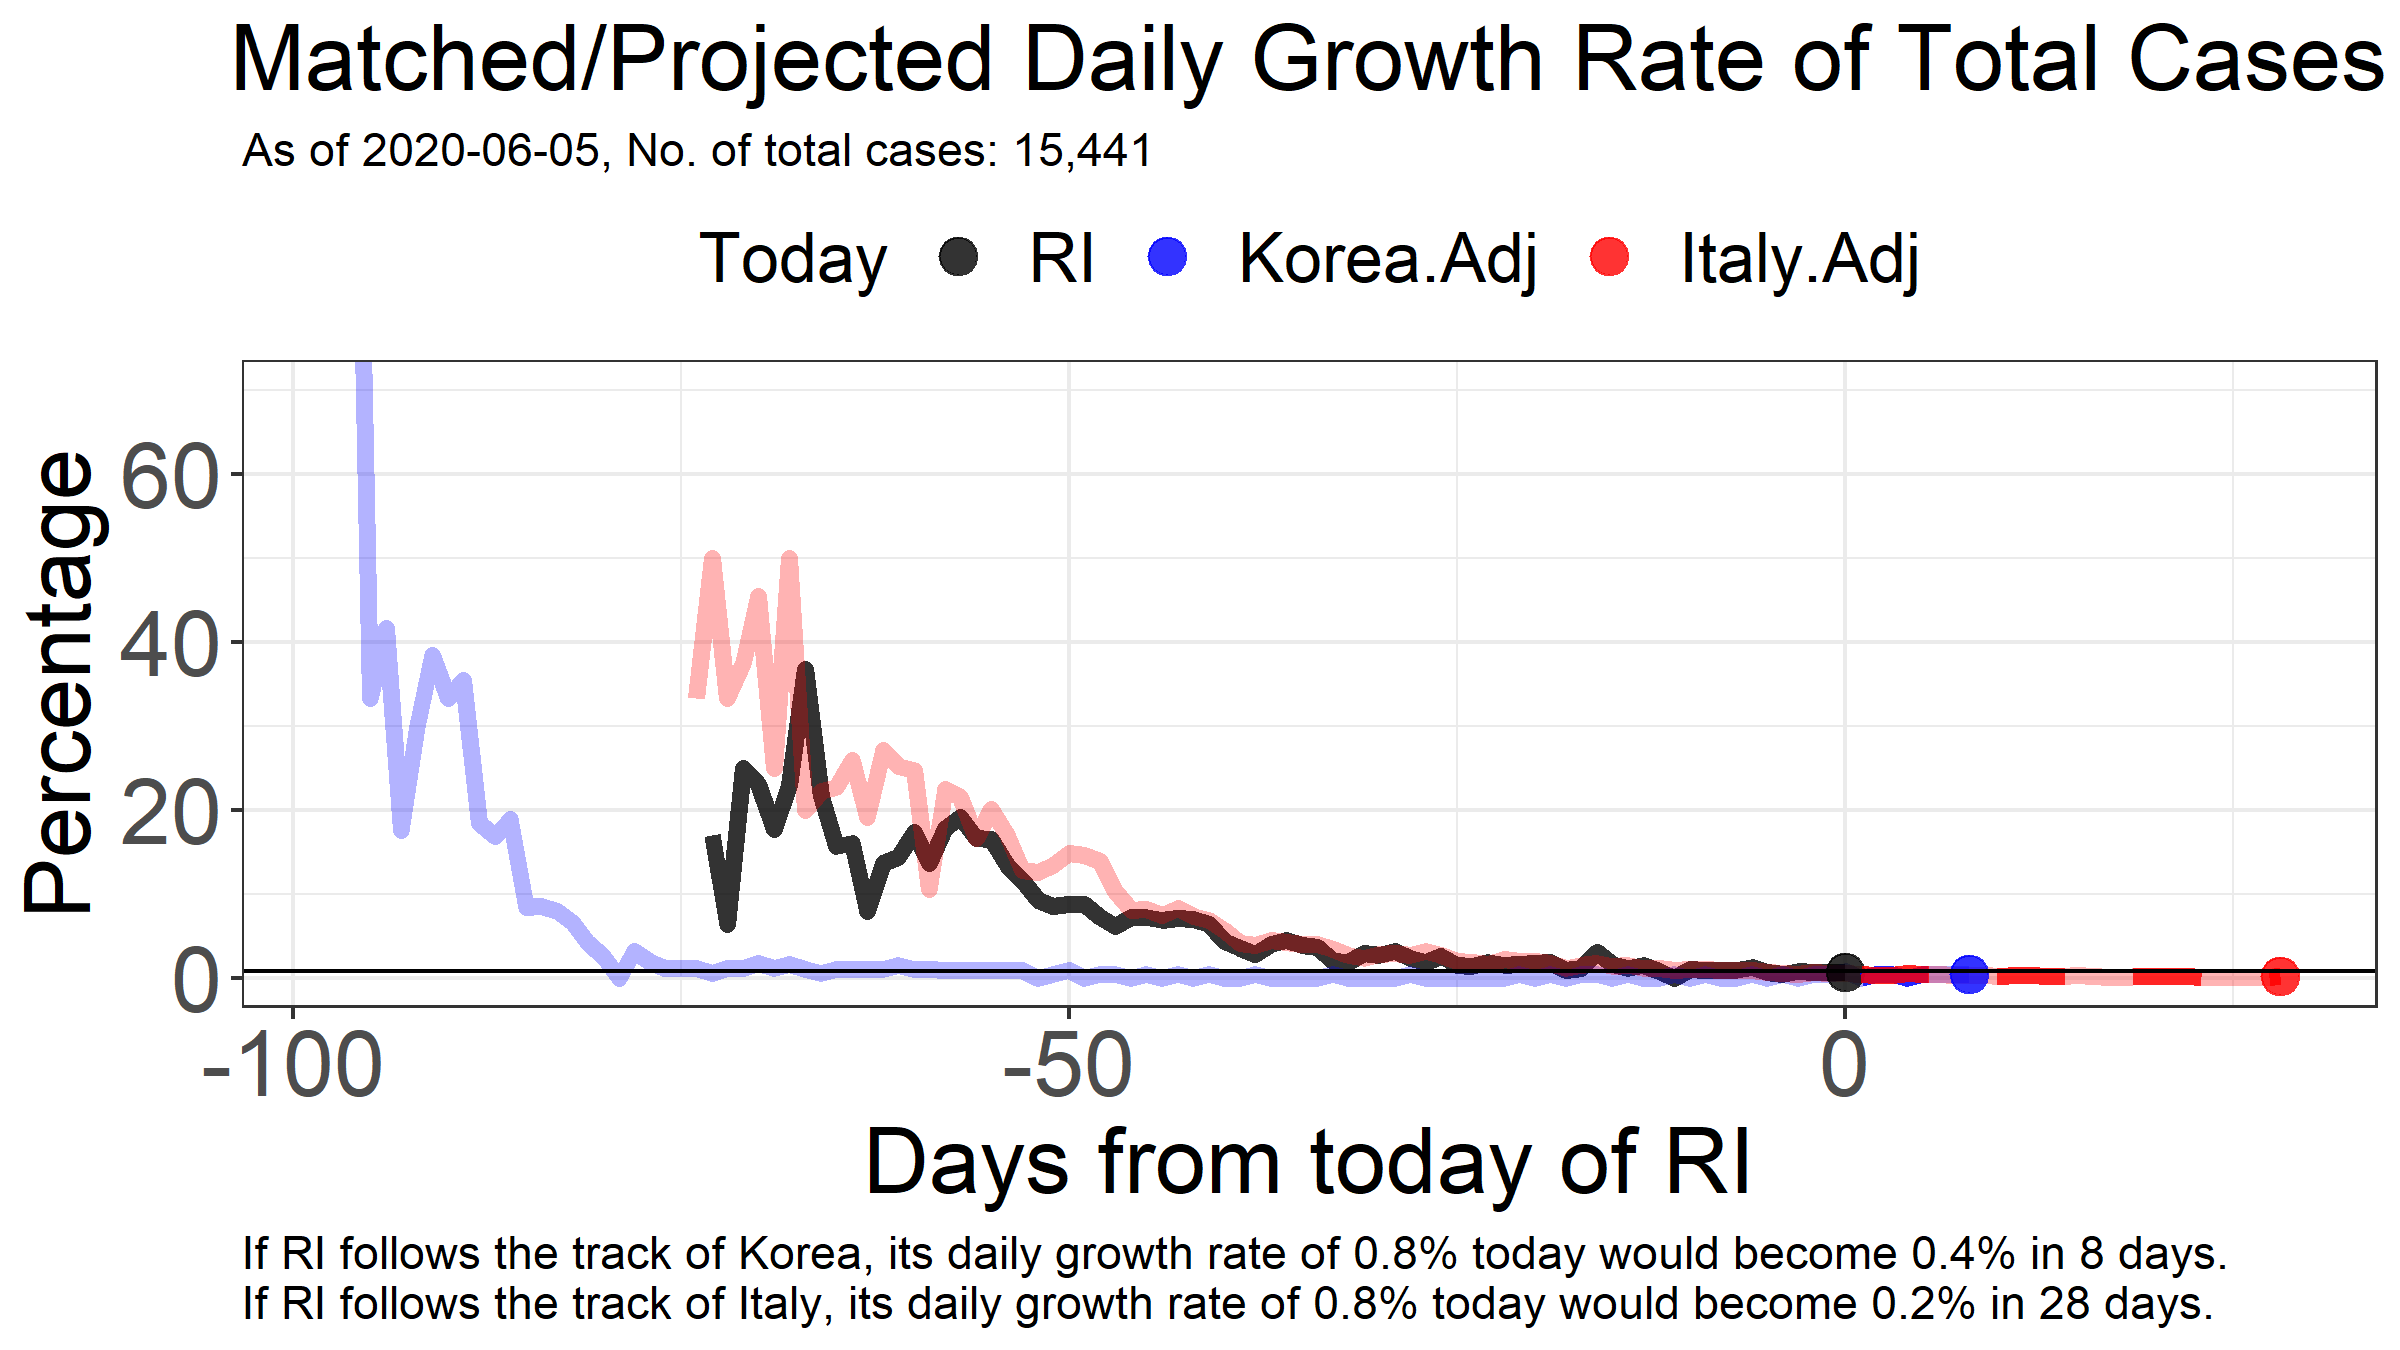 Matched/Projected Daily Growth Rate of Total Cases
As of 2020-06-05, No. of total cases: 15,441
Today RI Korea.Adj Italy.Adj
Percentage
60
40
20
0
-100 -50 0
Days from today of RI
If RI follows the track of Korea, its daily growth rate of 0.8% today would become 0.4% in 8 days.
If RI follows the track of Italy, its daily growth rate of 0.8% today would become 0.2% in 28 days.